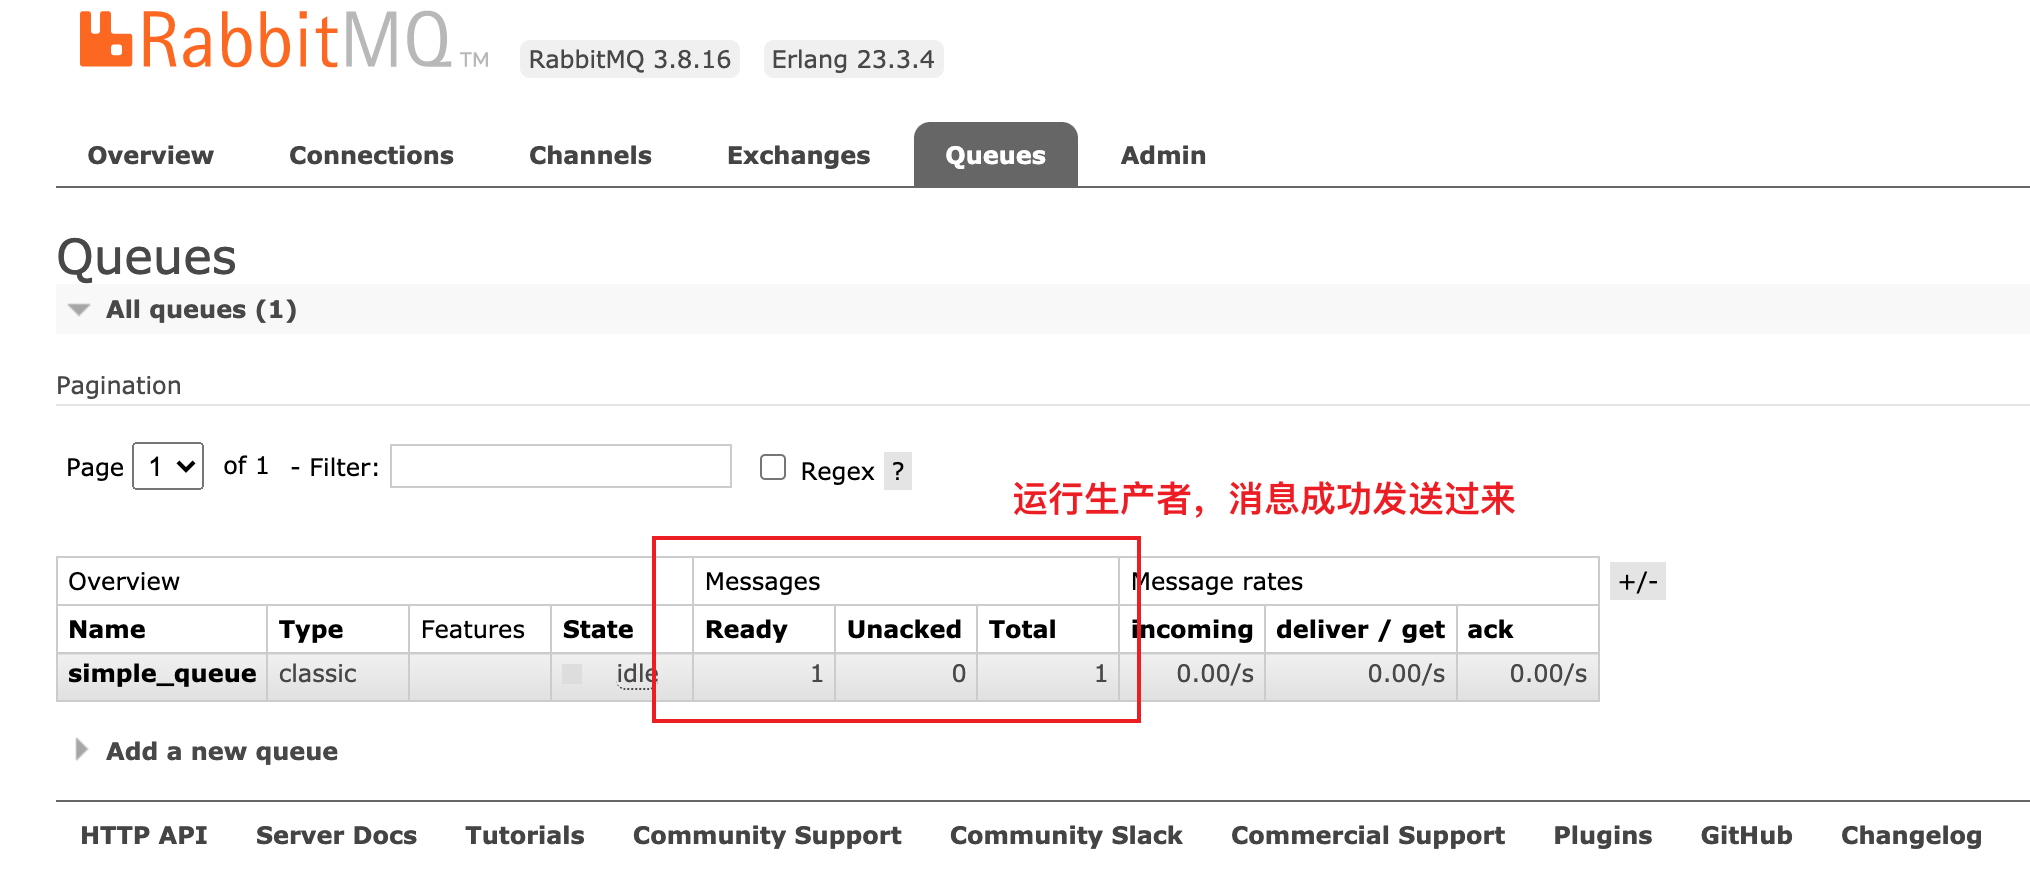 RabbitMQ TM RabbitMQ 3.8.16 Erlang 23.3.4
Overview Connections Channels Exchanges Queues Admin
Queues
All queues (1)
Pagination
Page 1 of 1 - Filter: Regex ?
运行生产者，消息成功发送过来
Overview Messages Message rates +/-
Name Type Features State Ready Unacked Total incoming deliver / get ack
simple_queue classic idle 1 0 1 0.00/s 0.00/s 0.00/s
Add a new queue
HTTP API Server Docs Tutorials Community Support Community Slack Commercial Support Plugins GitHub Changelog